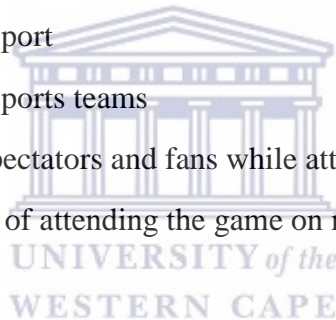 port
ports teams
pectators and fans while att
of attending the game on r
UNIVERSITY of the
WESTERN CAPE